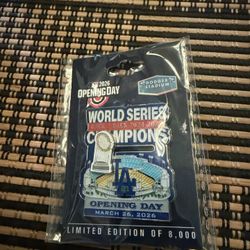 2026
OPENING DAY
DODGER STADIUM
WORLD SERIES
CHAMPIONS
LA
OPENING DAY
MARCH 26, 2026
LIMITED EDITION OF 8,000